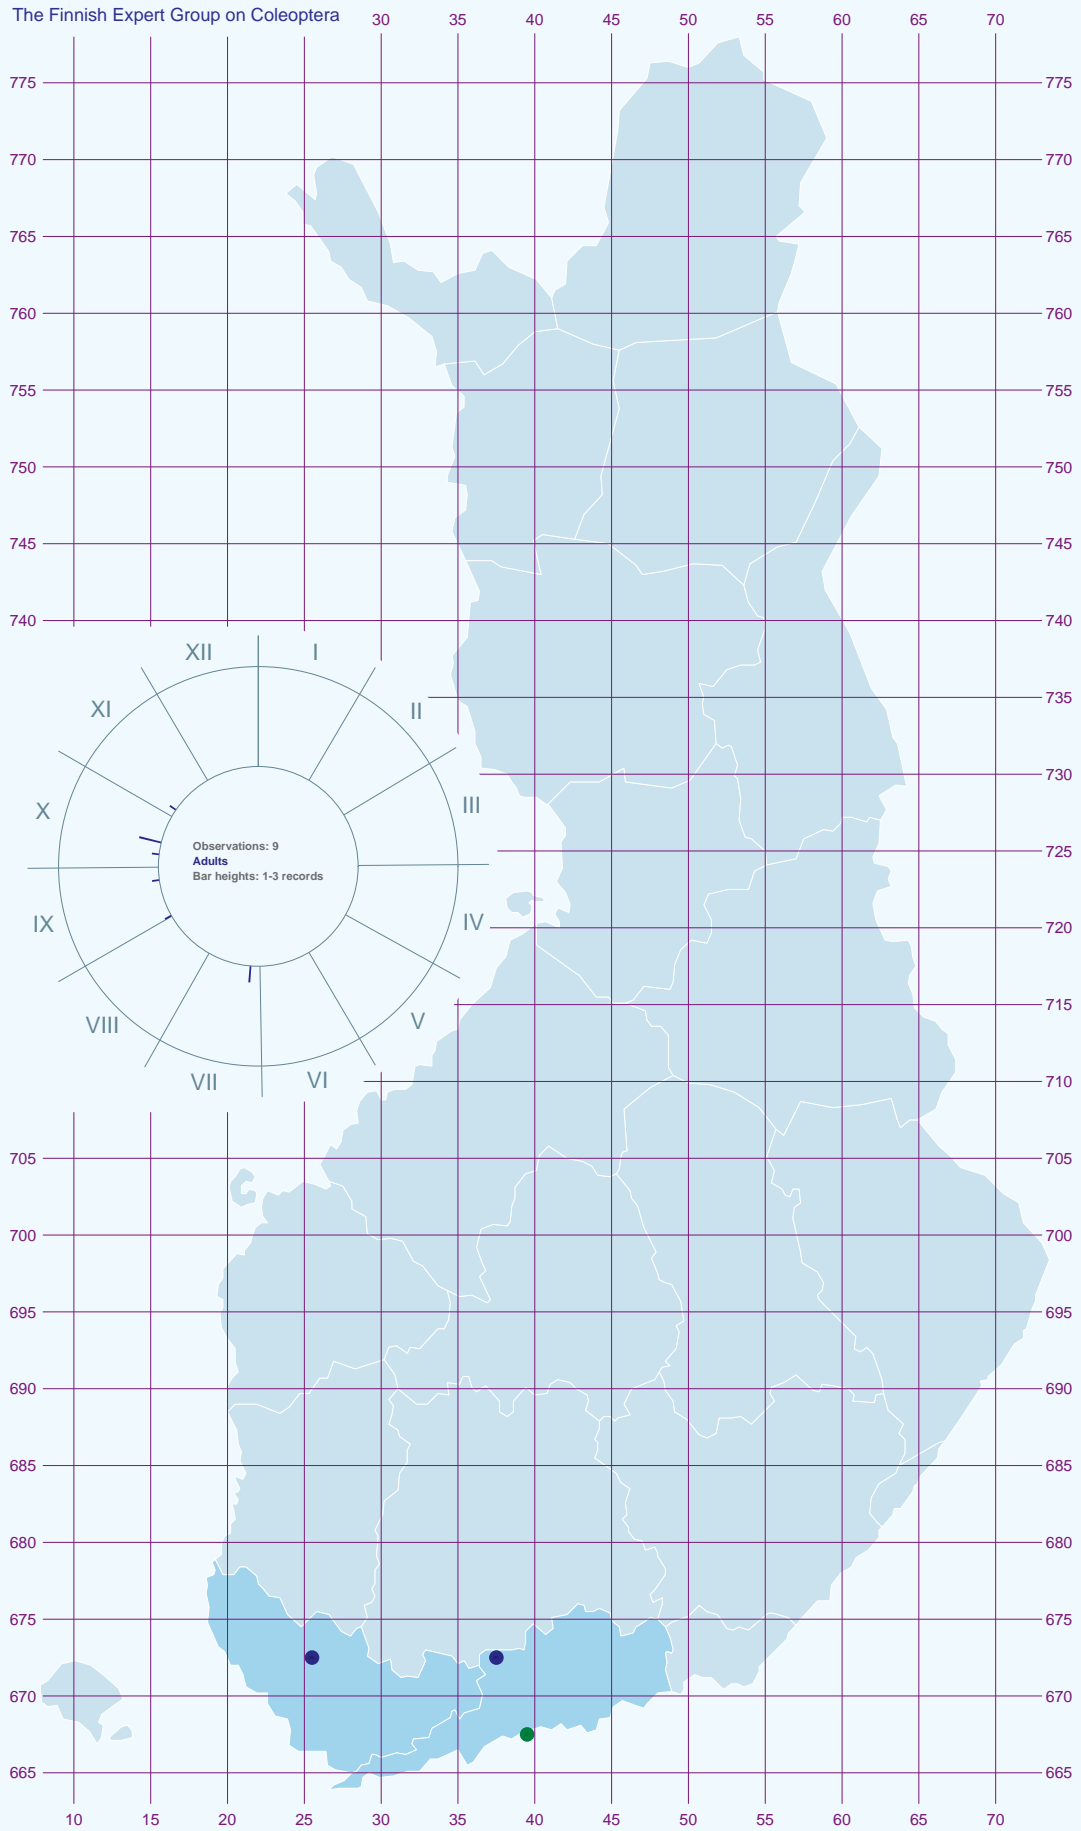 The Finnish Expert Group on Coleoptera 30 35 40 45 50 55 60 65 70
775 775
770 770
765 765
760 760
755 755
750 750
745 745
740 740
735
730
725
720
715
710
705 705
700 700
695 695
690 690
685 685
680 680
675 675
670 670
665 665
10 15 20 25 30 35 40 45 50 55 60 65 70
XII I
XI II
X III
IX IV
VIII V
VII VI
Observations: 9
Adults
Bar heights: 1-3 records